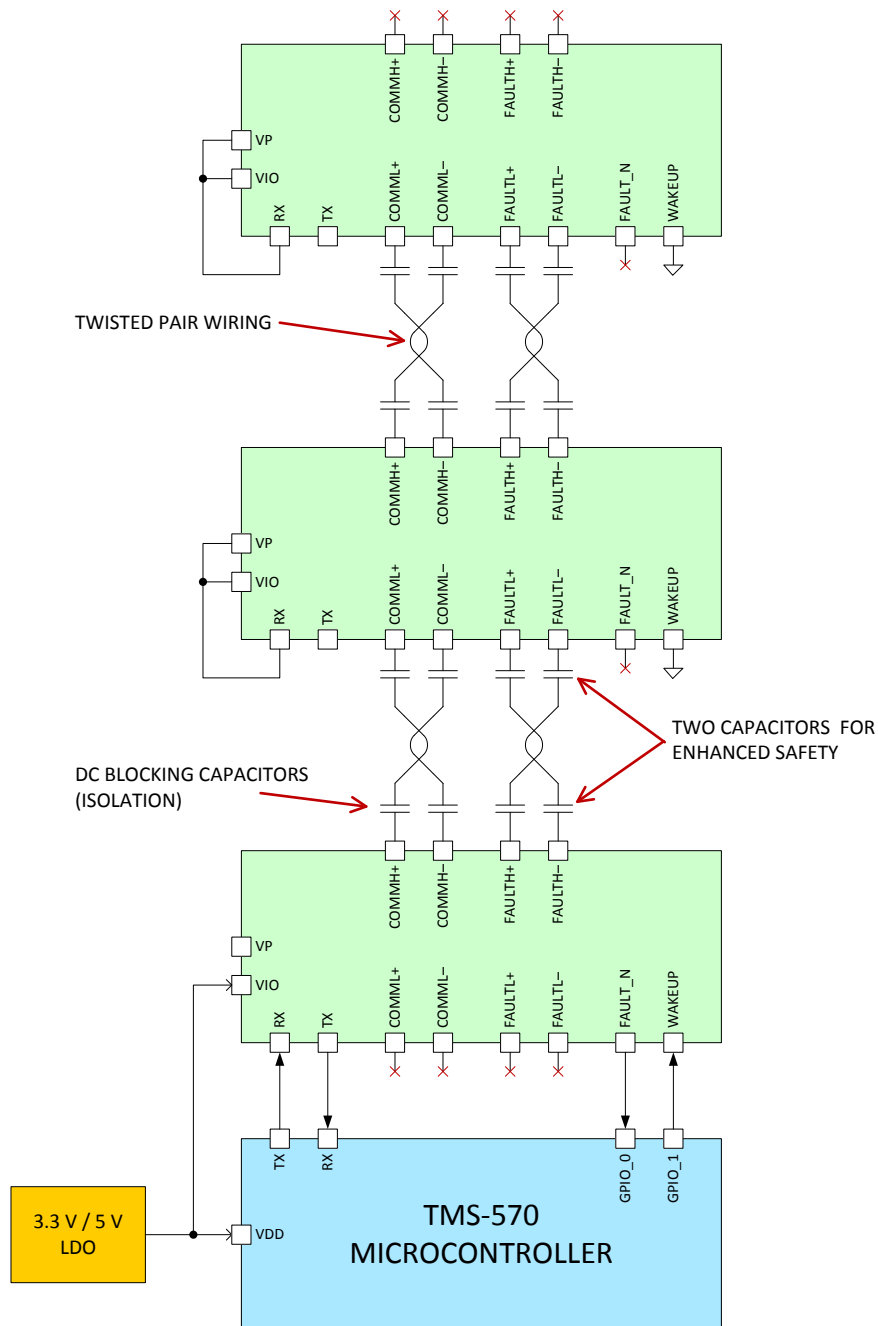 COMMH+
COMMH−
FAULTH+
FAULTH−
VP
VIO
RX
TX
COMML+
COMML−
FAULTL+
FAULTL−
FAULT_N
WAKEUP
TWISTED PAIR WIRING
COMMH+
COMMH−
FAULTH+
FAULTH−
VP
VIO
RX
TX
COMML+
COMML−
FAULTL+
FAULTL−
FAULT_N
WAKEUP
TWO CAPACITORS FOR
ENHANCED SAFETY
DC BLOCKING CAPACITORS
(ISOLATION)
COMMH+
COMMH−
FAULTH+
FAULTH−
VP
VIO
RX
TX
COMML+
COMML−
FAULTL+
FAULTL−
FAULT_N
WAKEUP
TX
RX
GPIO_0
GPIO_1
3.3 V / 5 V
LDO
VDD
TMS-570
MICROCONTROLLER